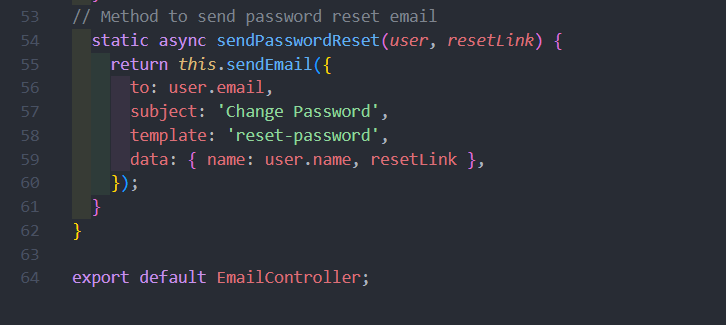 53 // Method to send password reset email
54 static async sendPasswordReset(user, resetLink) {
55 return this.sendEmail({
56 to: user.email,
57 subject: 'Change Password',
58 template: 'reset-password',
59 data: { name: user.name, resetLink },
60 });
61 }
62 }
63
64 export default EmailController;